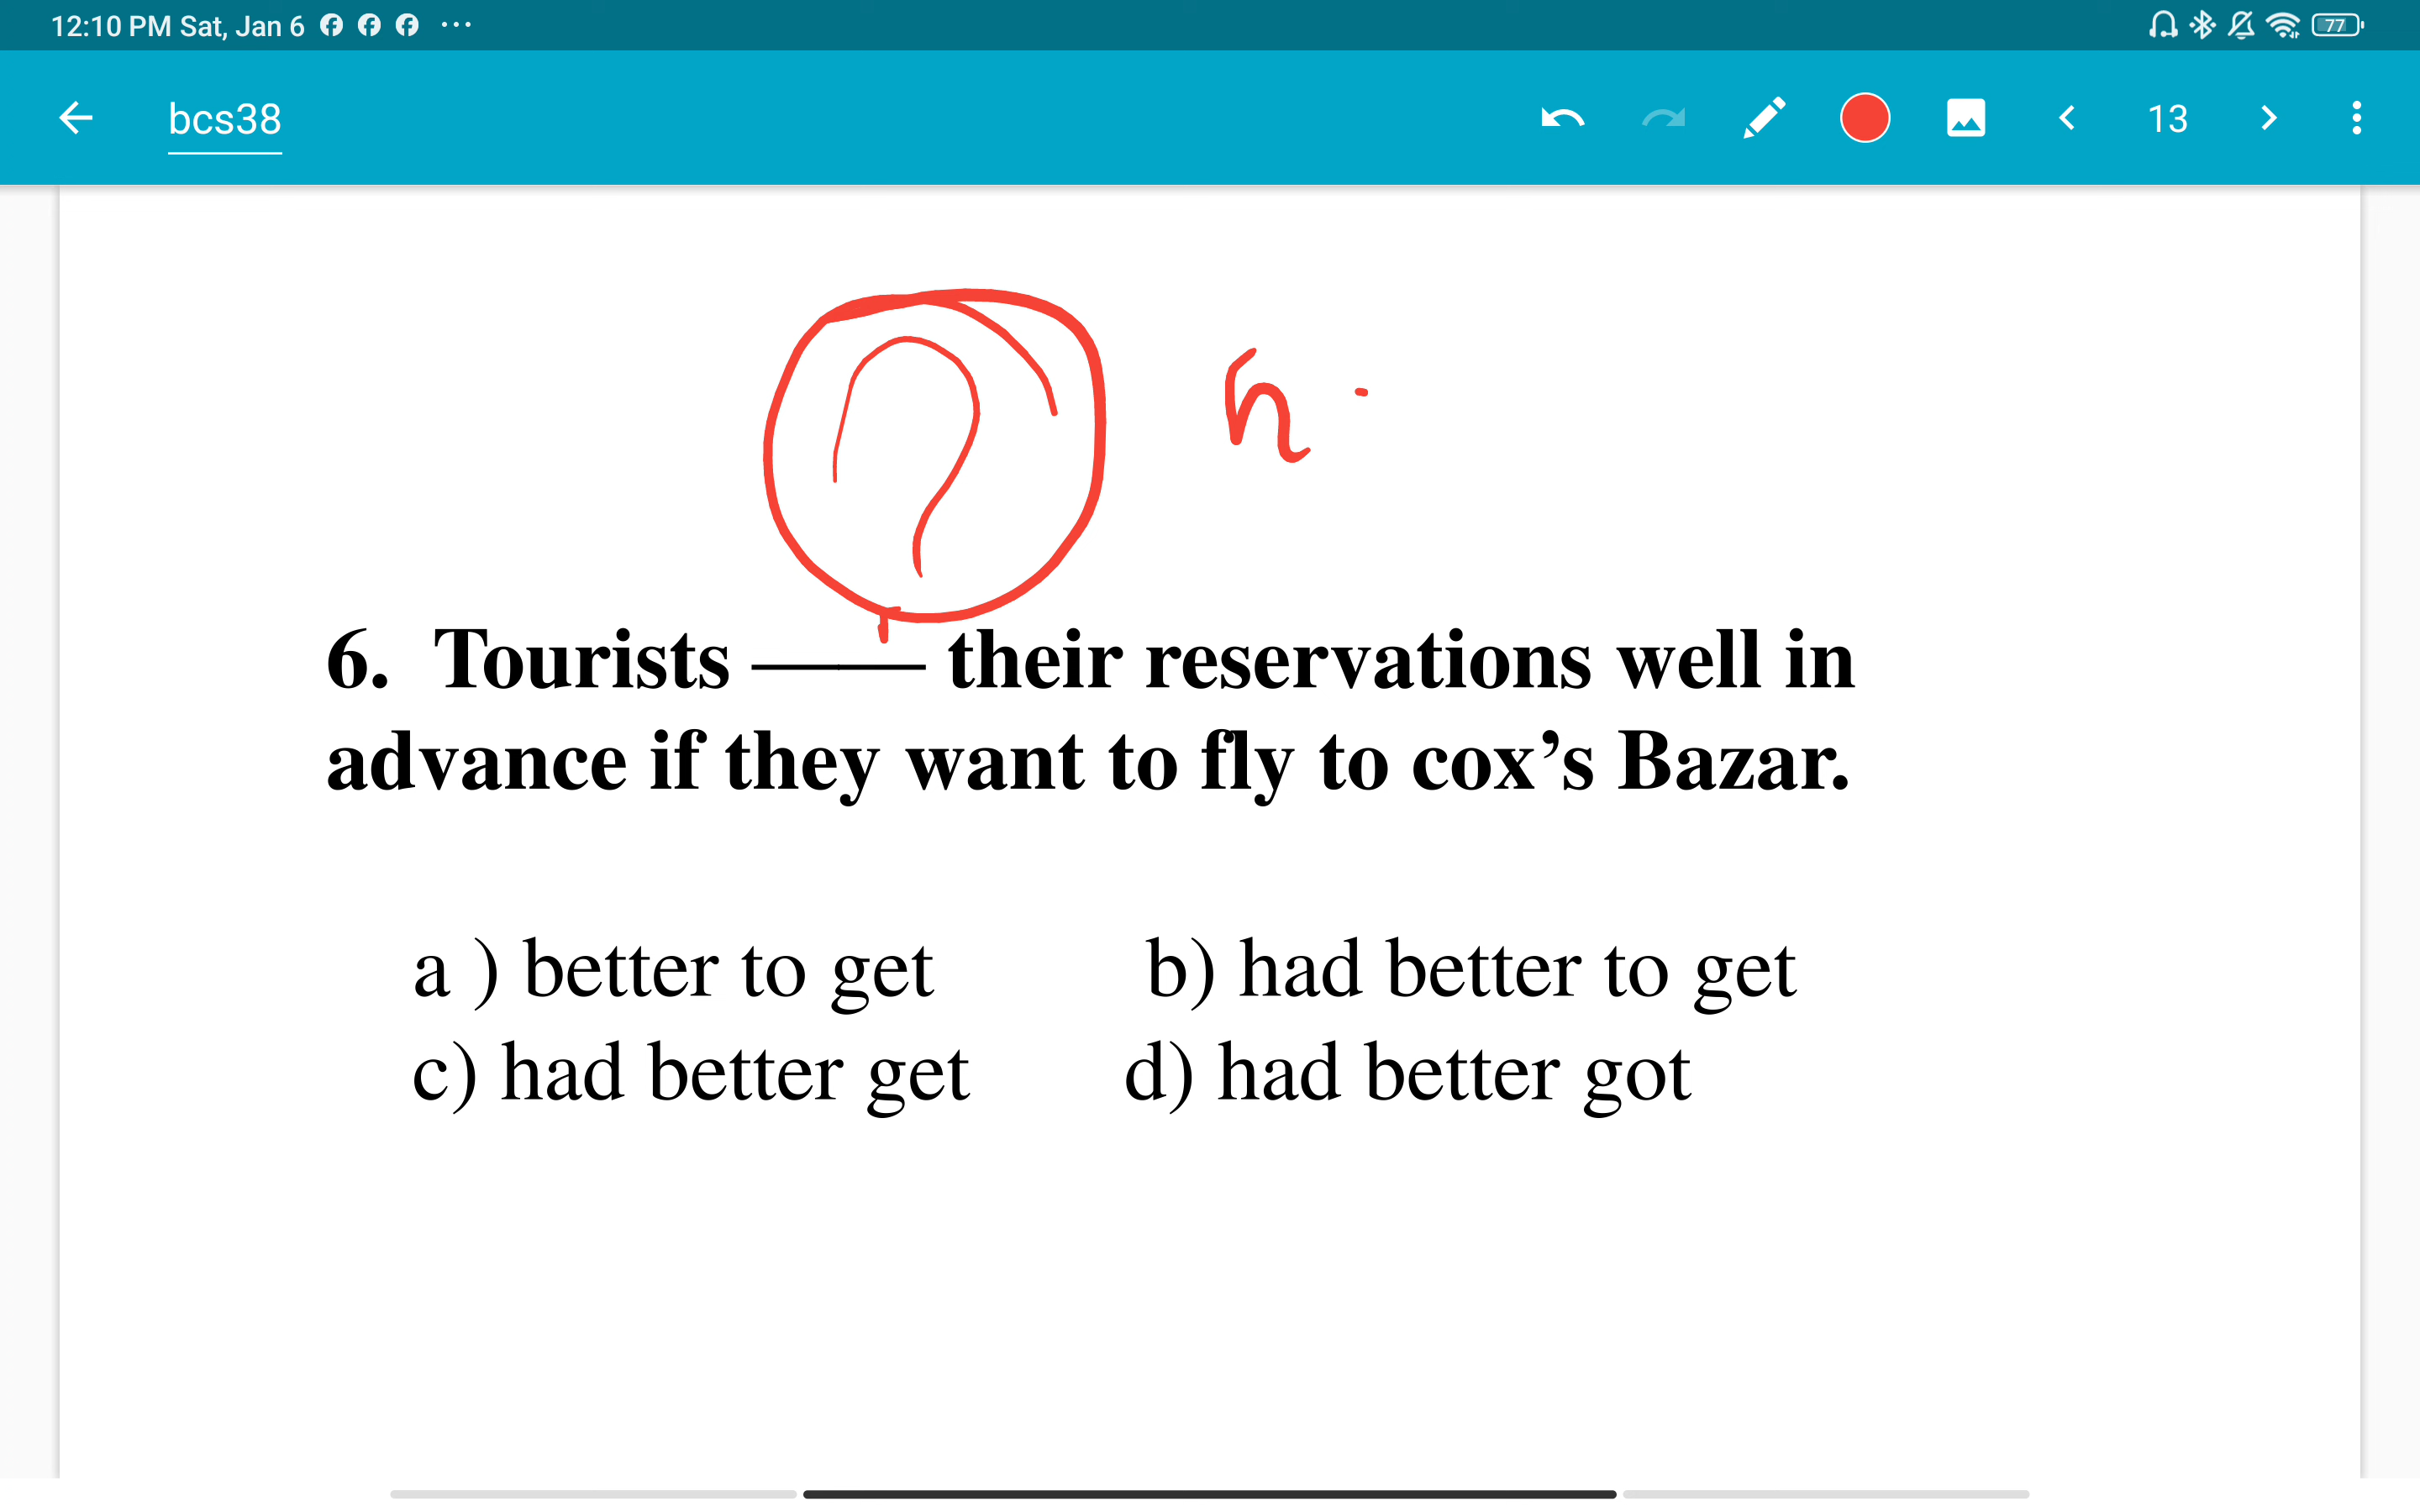 12:10 PM Sat, Jan 6 77
bcs38 13
?
h
6. Tourists ——— their reservations well in
advance if they want to fly to cox’s Bazar.
a ) better to get b) had better to get
c) had better get d) had better got